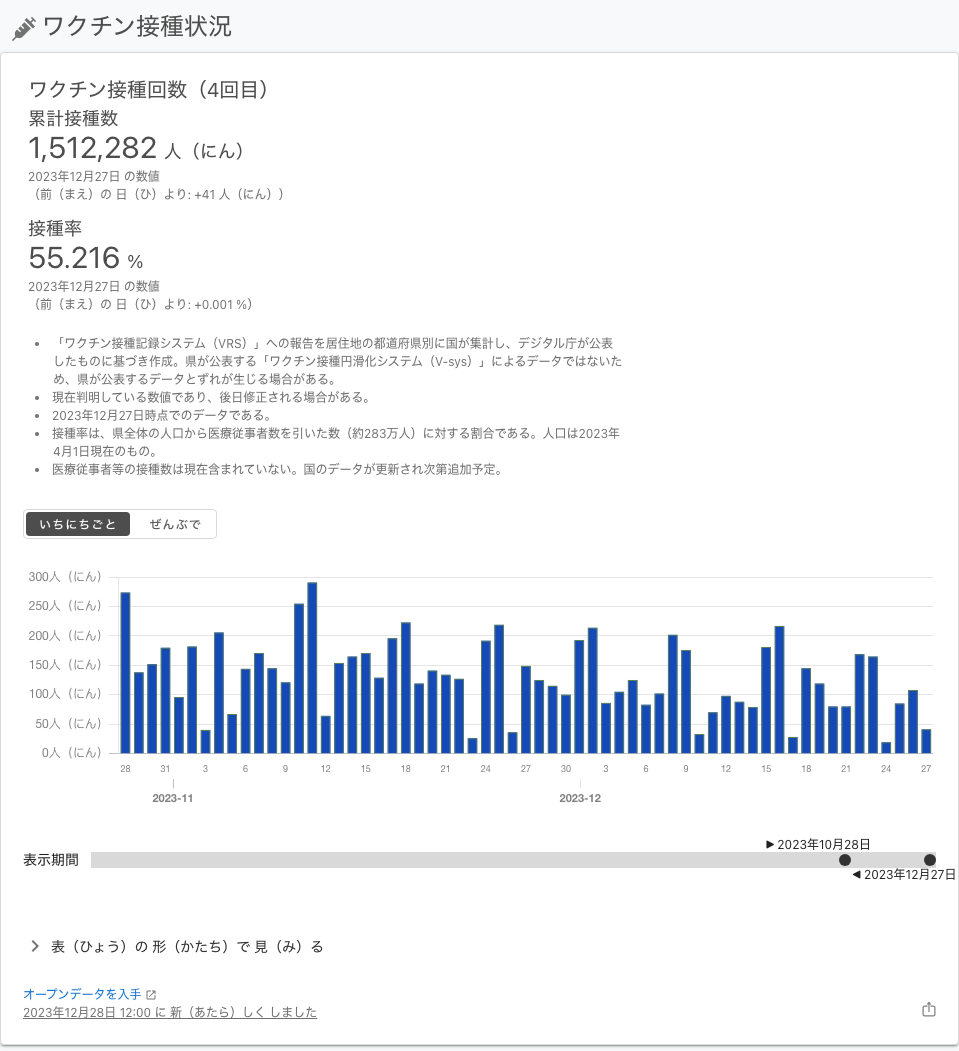 ワクチン接種状況
ワクチン接種回数（4回目）
累計接種数
1,512,282 人（にん）
2023年12月27日 の数値
（前（まえ）の 日（ひ）より: +41 人（にん））
接種率
55.216 %
2023年12月27日 の数値
（前（まえ）の 日（ひ）より: +0.001 %）
• 「ワクチン接種記録システム（VRS）」への報告を居住地の都道府県別に国が集計し、デジタル庁が公表
したものに基づき作成。県が公表する「ワクチン接種円滑化システム（V-sys）」によるデータではないた
め、県が公表するデータとずれが生じる場合がある。
• 現在判明している数値であり、後日修正される場合がある。
• 2023年12月27日時点でのデータである。
• 接種率は、県全体の人口から医療従事者数を引いた数（約283万人）に対する割合である。人口は2023年
4月1日現在のもの。
• 医療従事者等の接種数は現在含まれていない。国のデータが更新され次第追加予定。
いちにちごと ぜんぶで
300人（にん）
250人（にん）
200人（にん）
150人（にん）
100人（にん）
50人（にん）
0人（にん）
28 31 3 6 9 12 15 18 21 24 27 30 3 6 9 12 15 18 21 24 27
2023-11 2023-12
▶ 2023年10月28日
表示期間
◀ 2023年12月27日
表（ひょう）の 形（かたち）で 見（み）る
オープンデータを入手
2023年12月28日 12:00 に 新（あたら）しく しました